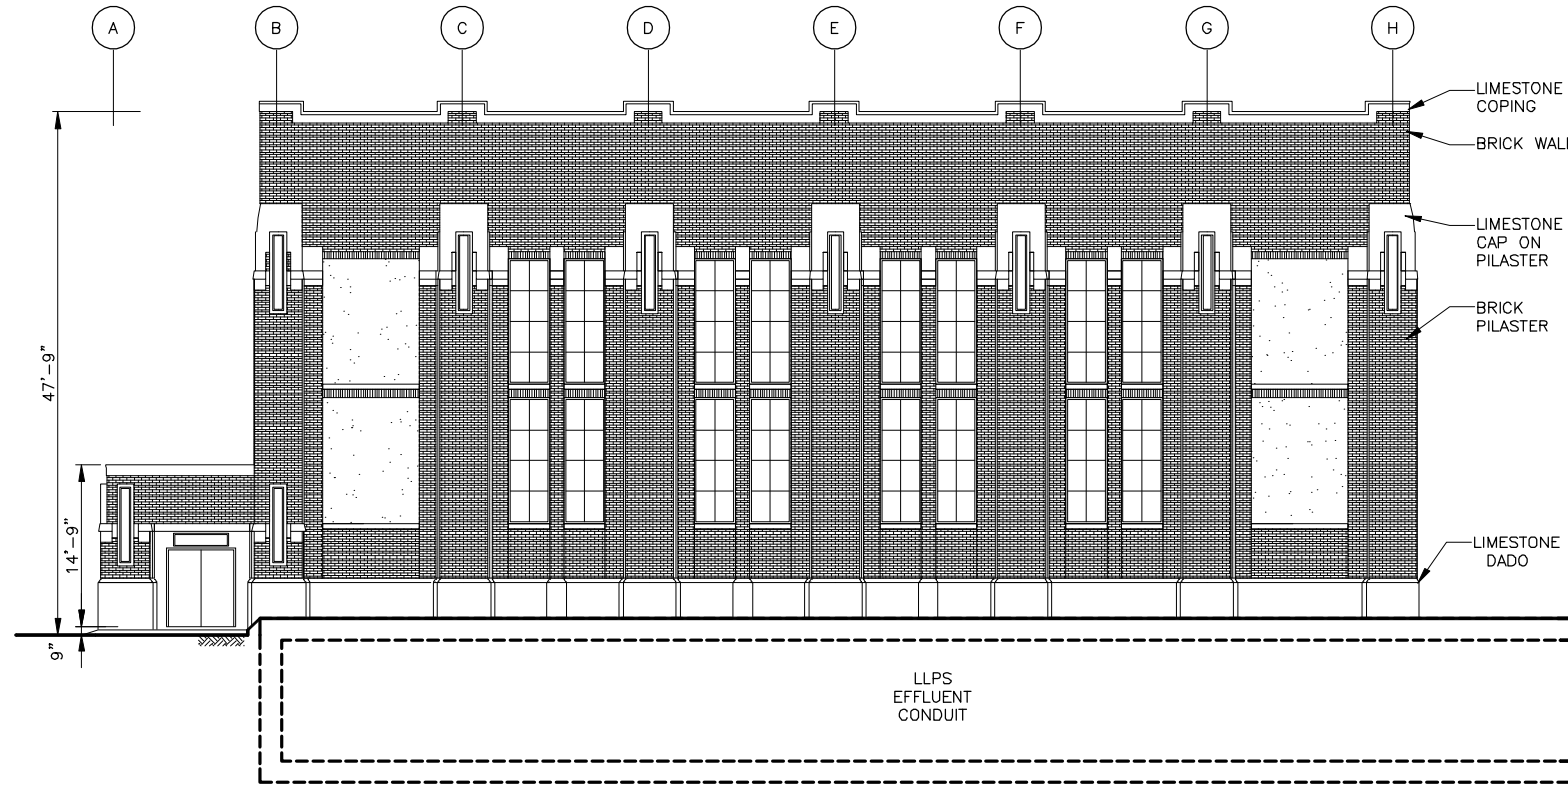 A B C D E F G H
LIMESTONE
COPING
BRICK WALL
LIMESTONE
CAP ON
PILASTER
BRICK
PILASTER
47'-9"
14'-9"
9"
LIMESTONE
DADO
LLPS
EFFLUENT
CONDUIT